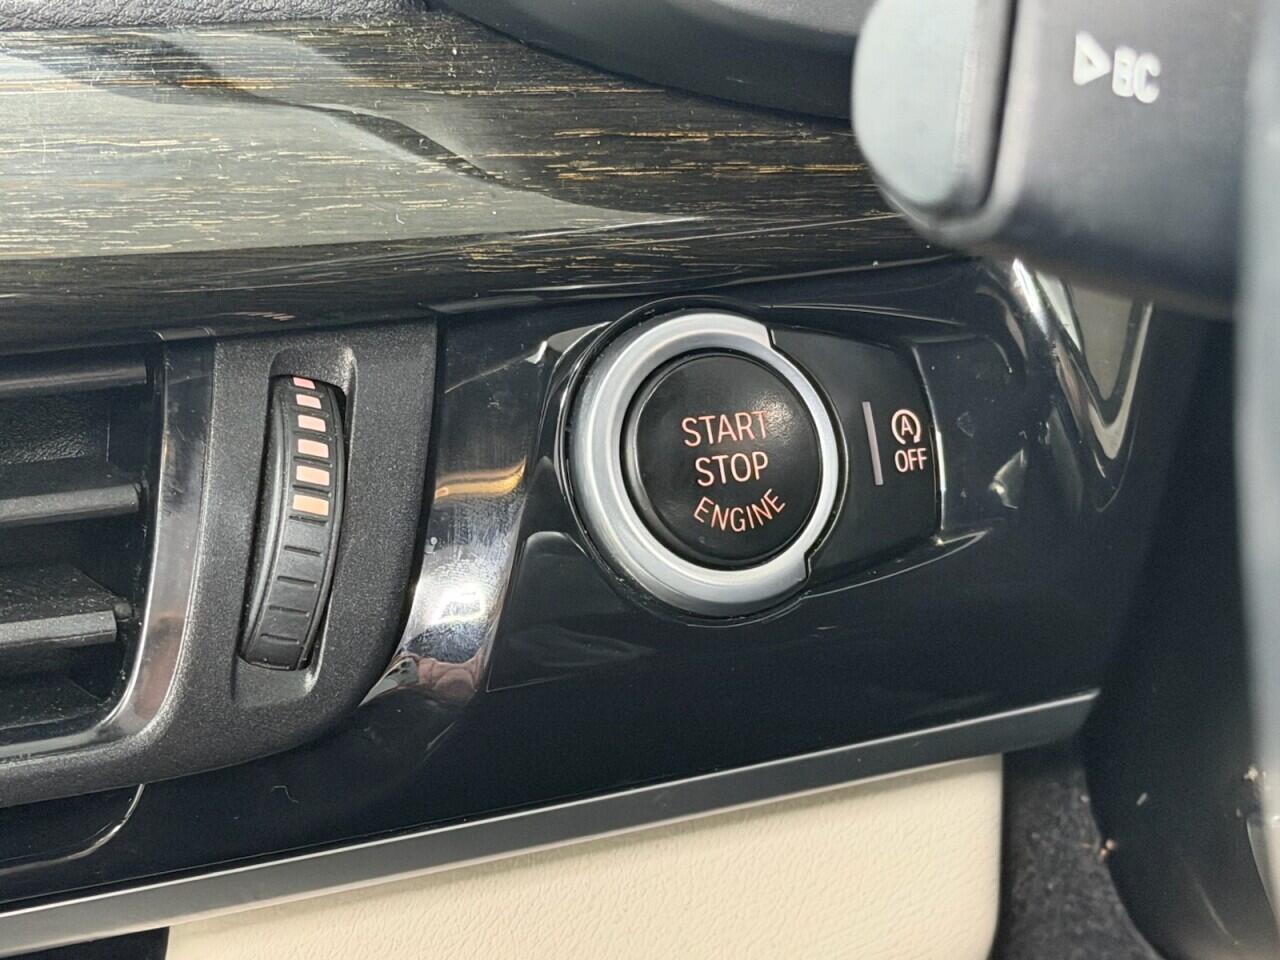 BC
START
STOP
ENGINE
A
OFF